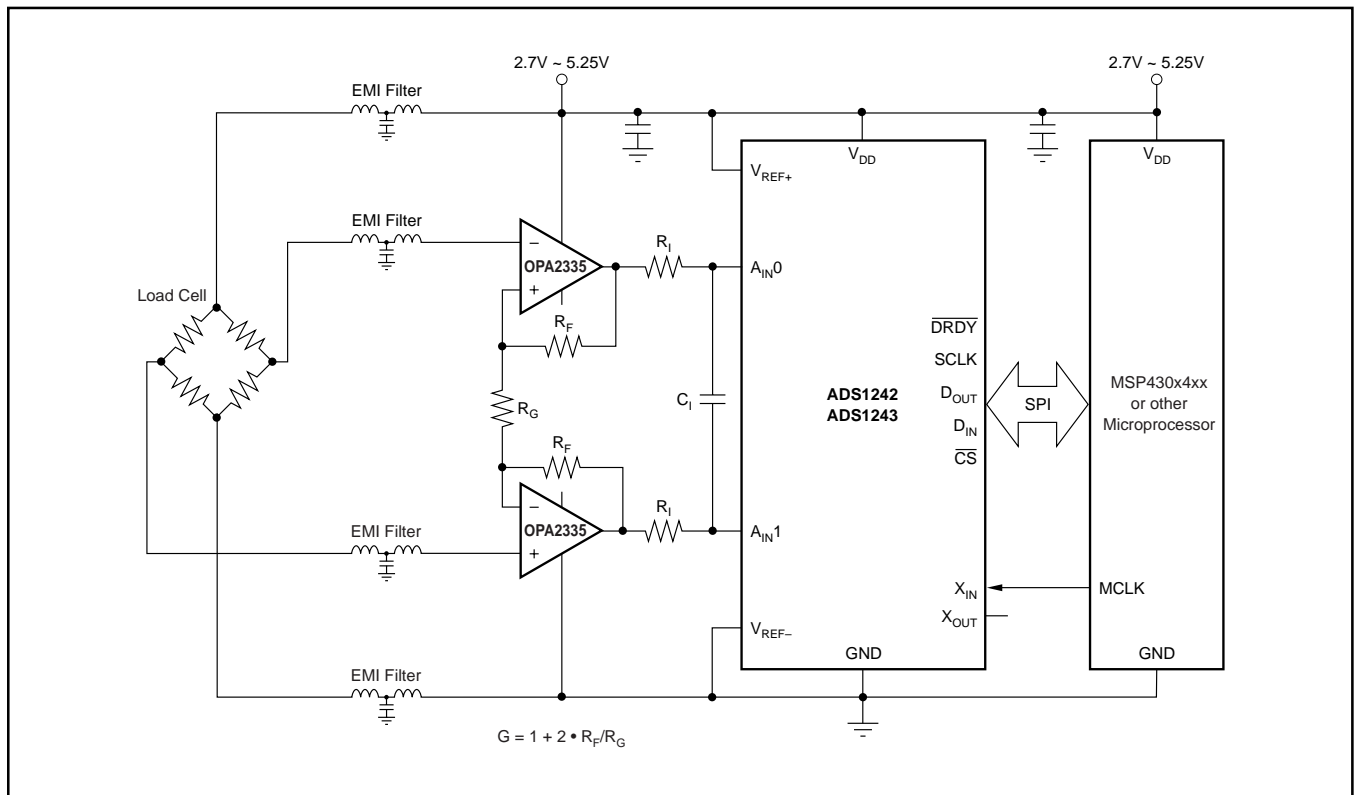 2.7V ~ 5.25V
2.7V ~ 5.25V
EMI Filter
V_DD
V_DD
V_REF+
EMI Filter
−
OPA2335
+
R_I
A_IN0
Load Cell
R_F
DRDY
SCLK
D_OUT
D_IN
CS
ADS1242
ADS1243
SPI
MSP430x4xx
or other
Microprocessor
R_G
C_I
R_F
−
OPA2335
+
R_I
A_IN1
EMI Filter
X_IN
MCLK
X_OUT
V_REF–
GND
GND
EMI Filter
G = 1 + 2 • R_F/R_G